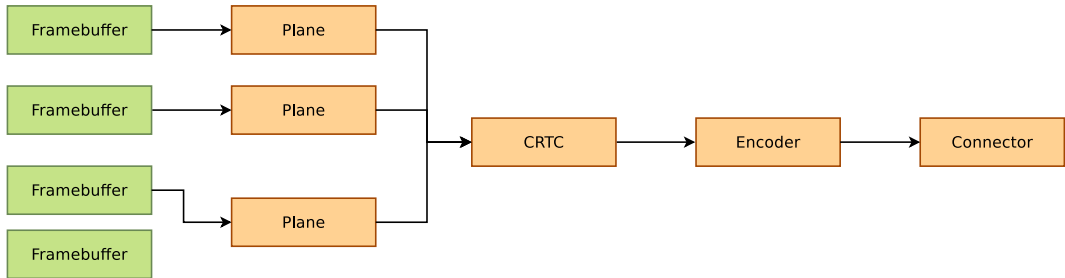 Framebuffer
Plane
Framebuffer
Plane
CRTC
Encoder
Connector
Framebuffer
Plane
Framebuffer